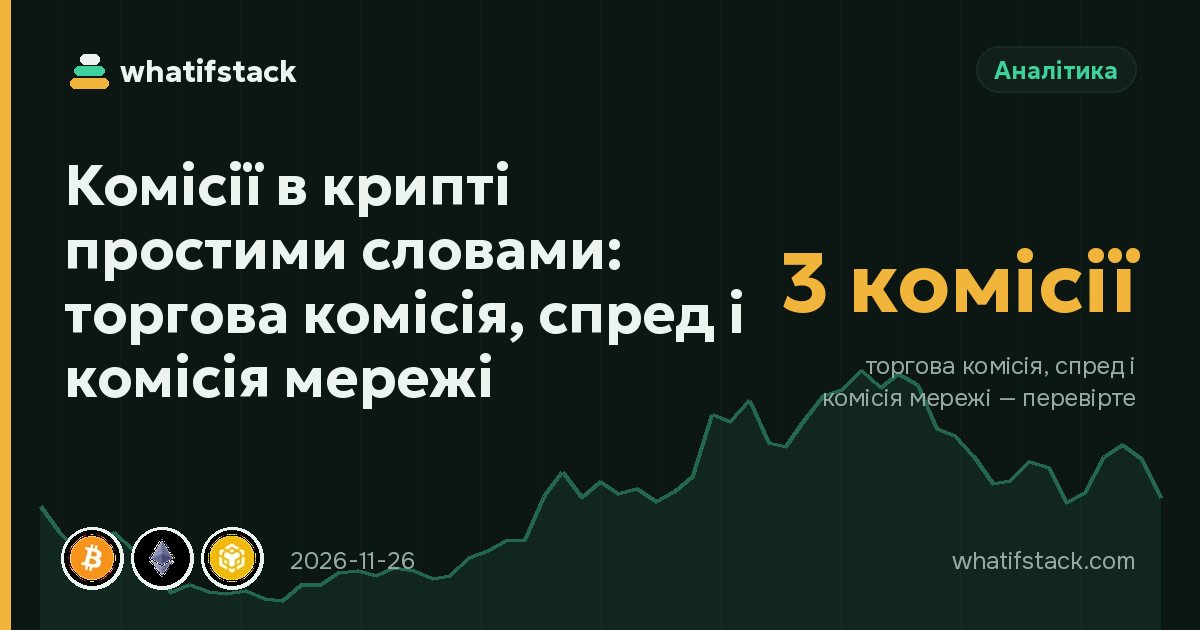 whatifstack
Аналітика
Комісії в крипті
простими словами:
торгова комісія, спред і
комісія мережі
3 комісії
торгова комісія, спред і
комісія мережі — перевірте
2026-11-26
whatifstack.com